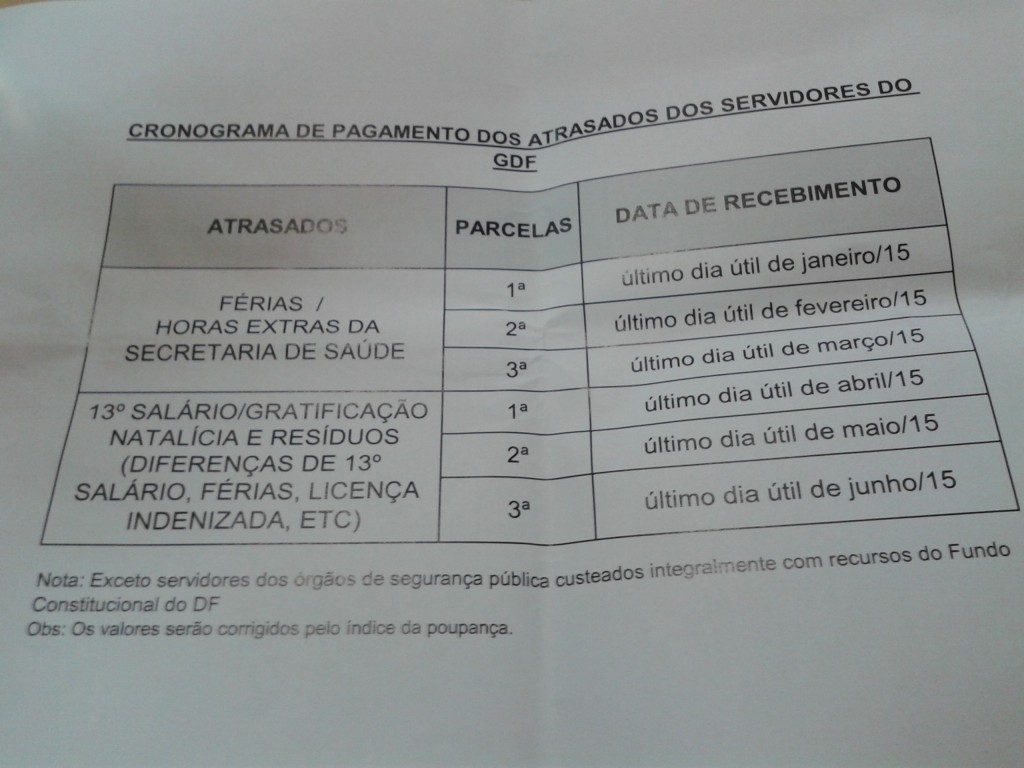 CRONOGRAMA DE PAGAMENTO DOS ATRASADOS DOS SERVIDORES DO
GDF
ATRASADOS
PARCELAS
DATA DE RECEBIMENTO
FÉRIAS /
HORAS EXTRAS DA
SECRETARIA DE SAÚDE
1ª
último dia útil de janeiro/15
2ª
último dia útil de fevereiro/15
3ª
último dia útil de março/15
13º SALÁRIO/GRATIFICAÇÃO
NATALÍCIA E RESÍDUOS
(DIFERENÇAS DE 13º
SALÁRIO, FÉRIAS, LICENÇA
INDENIZADA, ETC)
1ª
último dia útil de abril/15
2ª
último dia útil de maio/15
3ª
último dia útil de junho/15
Nota: Exceto servidores dos órgãos de segurança pública custeados integralmente com recursos do Fundo
Constitucional do DF
Obs: Os valores serão corrigidos pelo índice da poupança.